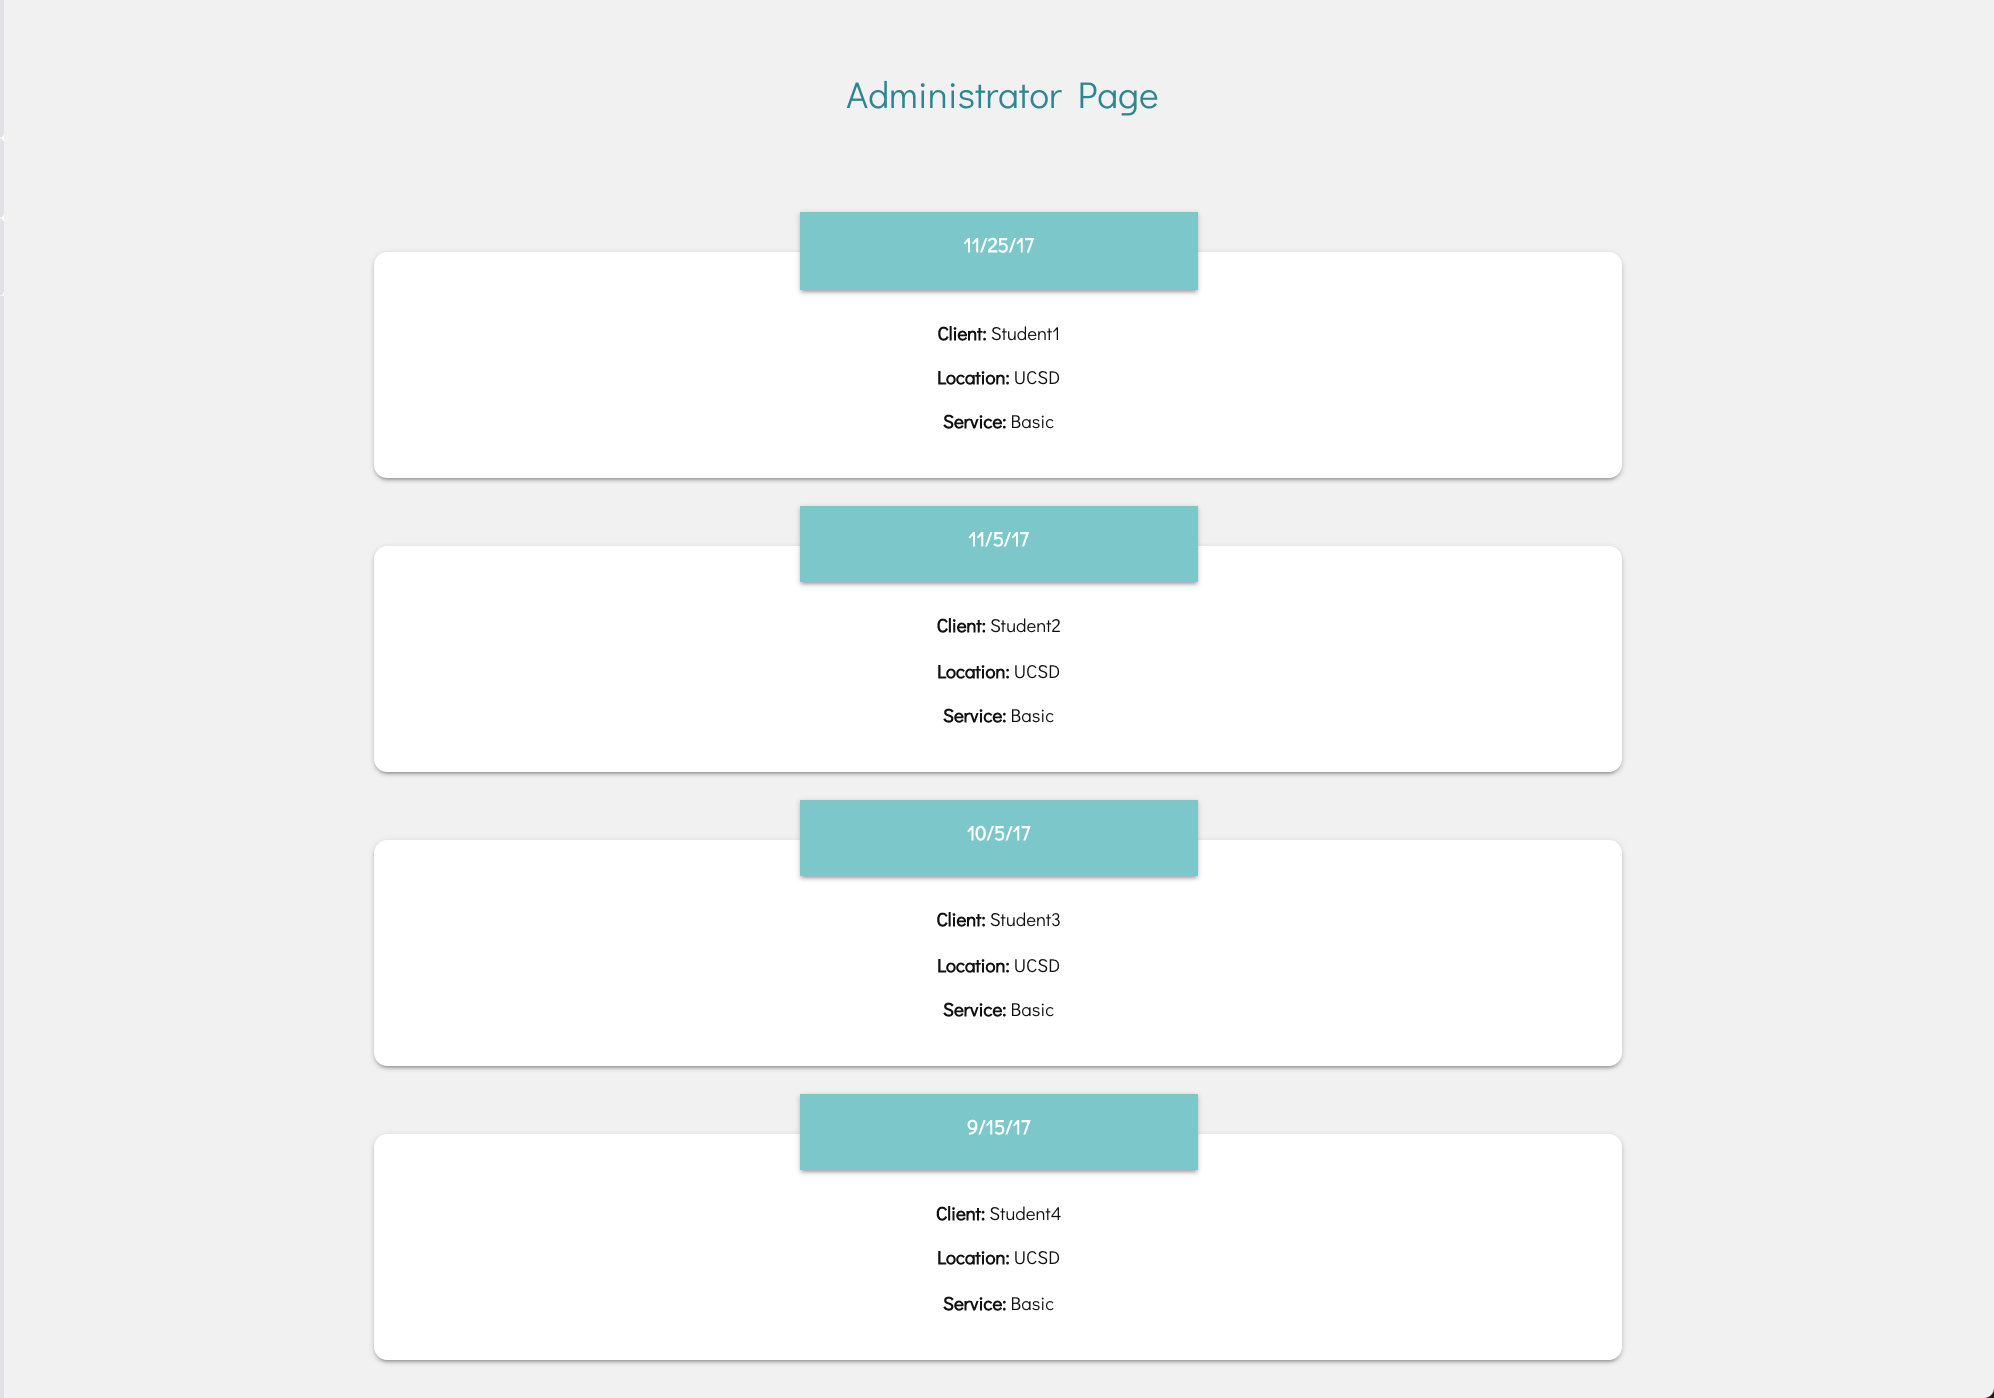 Administrator Page
11/25/17
Client: Student1
Location: UCSD
Service: Basic
11/5/17
Client: Student2
Location: UCSD
Service: Basic
10/5/17
Client: Student3
Location: UCSD
Service: Basic
9/15/17
Client: Student4
Location: UCSD
Service: Basic